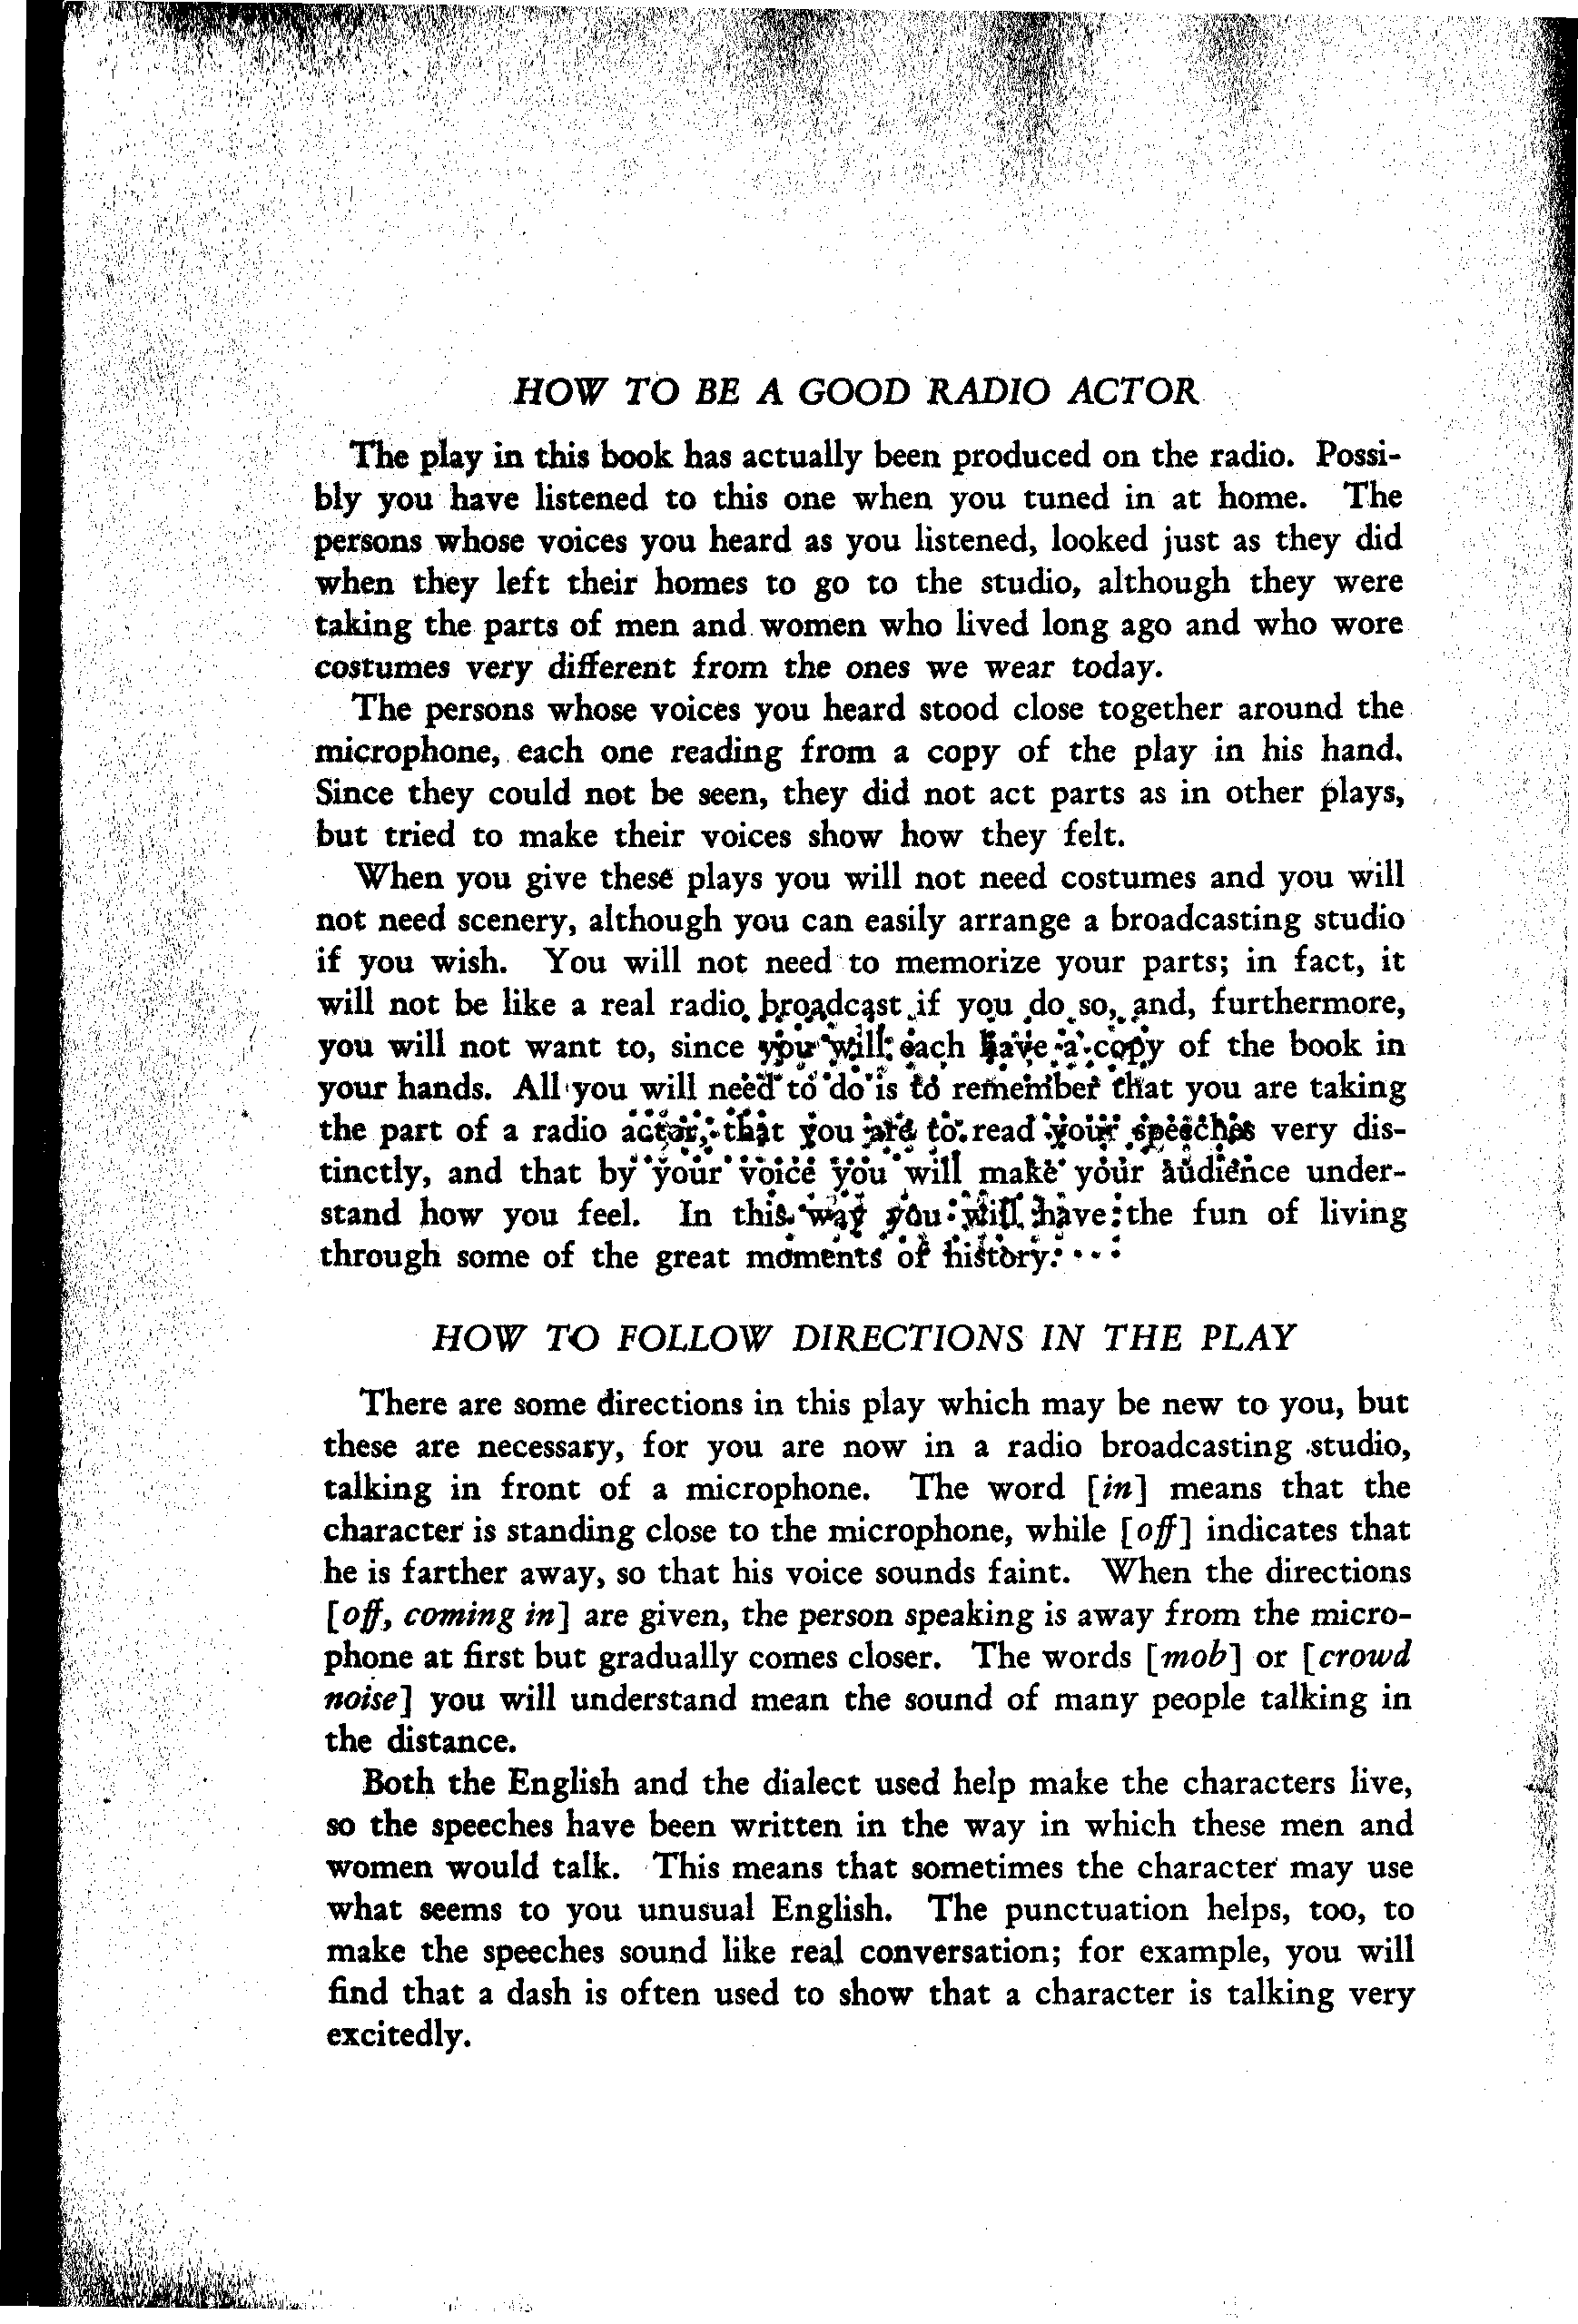 HOW TO BE A GOOD RADIO ACTOR
The play in this book has actually been produced on the radio. Possi-
bly you have listened to this one when you tuned in at home. The
persons whose voices you heard as you listened, looked just as they did
when they left their homes to go to the studio, although they were
taking the parts of men and women who lived long ago and who wore
costumes very different from the ones we wear today.
The persons whose voices you heard stood close together around the
microphone, each one reading from a copy of the play in his hand.
Since they could not be seen, they did not act parts as in other plays,
but tried to make their voices show how they felt.
When you give these plays you will not need costumes and you will
not need scenery, although you can easily arrange a broadcasting studio
if you wish. You will not need to memorize your parts; in fact, it
will not be like a real radio broadcast if you do so, and, furthermore,
you will not want to, since you will each have a copy of the book in
your hands. All you will need to do is to remember that you are taking
the part of a radio actor, that you are to read your speeches very dis-
tinctly, and that by your voice you will make your audience under-
stand how you feel. In this way you will have the fun of living
through some of the great moments of history.
HOW TO FOLLOW DIRECTIONS IN THE PLAY
There are some directions in this play which may be new to you, but
these are necessary, for you are now in a radio broadcasting studio,
talking in front of a microphone. The word [in] means that the
character is standing close to the microphone, while [off] indicates that
he is farther away, so that his voice sounds faint. When the directions
[off, coming in] are given, the person speaking is away from the micro-
phone at first but gradually comes closer. The words [mob] or [crowd
noise] you will understand mean the sound of many people talking in
the distance.
Both the English and the dialect used help make the characters live,
so the speeches have been written in the way in which these men and
women would talk. This means that sometimes the character may use
what seems to you unusual English. The punctuation helps, too, to
make the speeches sound like real conversation; for example, you will
find that a dash is often used to show that a character is talking very
excitedly.